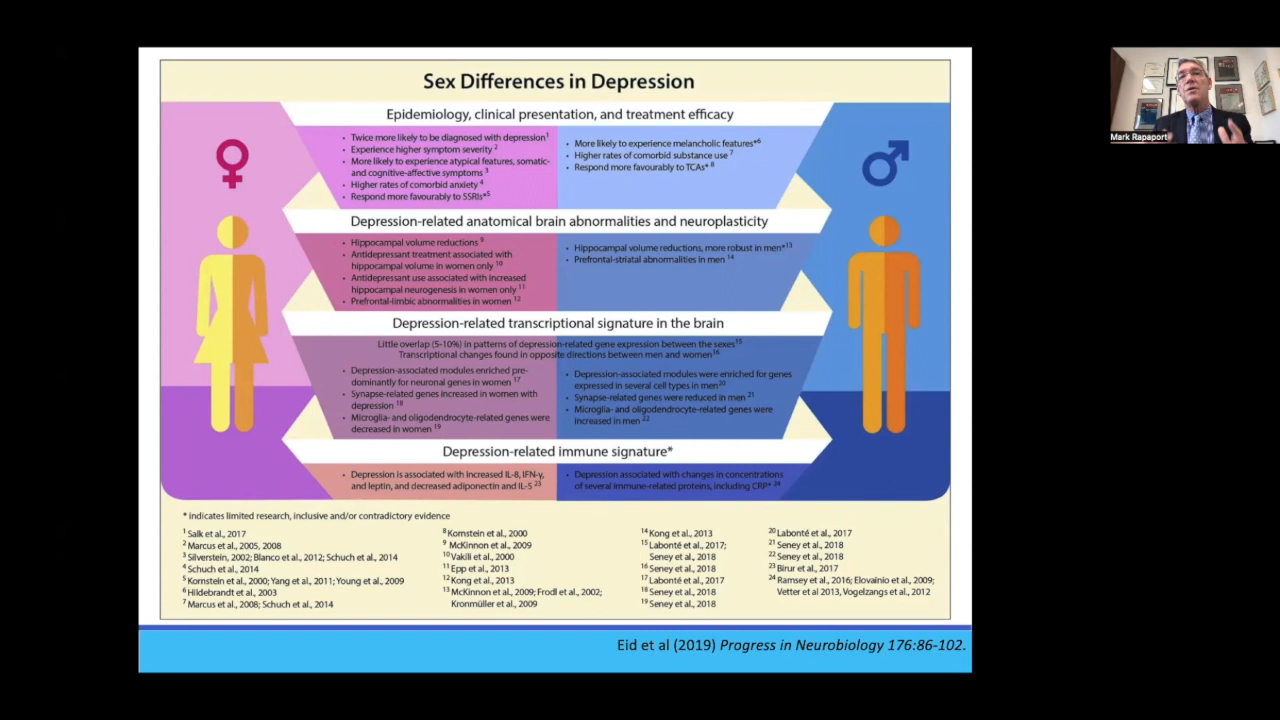 Sex Differences in Depression
Epidemiology, clinical presentation, and treatment efficacy
• Twice more likely to be diagnosed with depression1
• Experience higher symptom severity 2
• More likely to experience atypical features, somatic-
and cognitive-affective symptoms 3
• Higher rates of comorbid anxiety 4
• Respond more favourably to SSRIs*5
• More likely to experience melancholic features*6
• Higher rates of comorbid substance use 7
• Respond more favourably to TCAs* 8
Depression-related anatomical brain abnormalities and neuroplasticity
• Hippocampal volume reductions 9
• Antidepressant treatment associated with
hippocampal volume in women only 10
• Antidepressant use associated with increased
hippocampal neurogenesis in women only 11
• Prefrontal-limbic abnormalities in women 12
• Hippocampal volume reductions, more robust in men*13
• Prefrontal-striatal abnormalities in men 14
Depression-related transcriptional signature in the brain
Little overlap (5-10%) in patterns of depression-related gene expression between the sexes15
Transcriptional changes found in opposite directions between men and women16
• Depression-associated modules enriched pre-
dominantly for neuronal genes in women 17
• Synapse-related genes increased in women with
depression 18
• Microglia- and oligodendrocyte-related genes were
decreased in women 19
• Depression-associated modules were enriched for genes
expressed in several cell types in men20
• Synapse-related genes were reduced in men 21
• Microglia- and oligodendrocyte-related genes were
increased in men 22
Depression-related immune signature*
• Depression is associated with increased IL-8, IFN-γ,
and leptin, and decreased adiponectin and IL-5 23
• Depression associated with changes in concentrations
of several immune-related proteins, including CRP* 24
* indicates limited research, inclusive and/or contradictory evidence
1 Salk et al., 2017
2 Marcus et al., 2005, 2008
3 Silverstein, 2002; Blanco et al., 2012; Schuch et al., 2014
4 Schuch et al., 2014
5 Kornstein et al., 2000; Yang et al., 2011; Young et al., 2009
6 Hildebrandt et al., 2003
7 Marcus et al., 2008; Schuch et al., 2014
8 Kornstein et al., 2000
9 McKinnon et al., 2009
10 Vakili et al., 2000
11 Epp et al., 2013
12 Kong et al., 2013
13 McKinnon et al., 2009; Frodl et al., 2002;
Kronmüller et al., 2009
14 Kong et al., 2013
15 Labonté et al., 2017;
Seney et al., 2018
16 Seney et al., 2018
17 Labonté et al., 2017
18 Seney et al., 2018
19 Seney et al., 2018
20 Labonté et al., 2017
21 Seney et al., 2018
22 Seney et al., 2018
23 Birur et al., 2017
24 Ramsey et al., 2016; Elovainio et al., 2009;
Vetter et al 2013, Vogelzangs et al., 2012
Eid et al (2019) Progress in Neurobiology 176:86-102.
Mark Rapaport